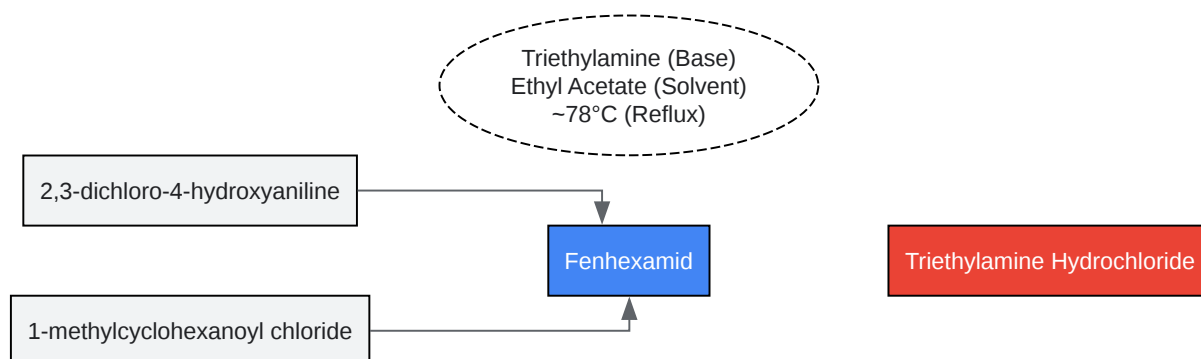 Triethylamine (Base)
Ethyl Acetate (Solvent)
~78°C (Reflux)
2,3-dichloro-4-hydroxyaniline
Fenhexamid
Triethylamine Hydrochloride
1-methylcyclohexanoyl chloride